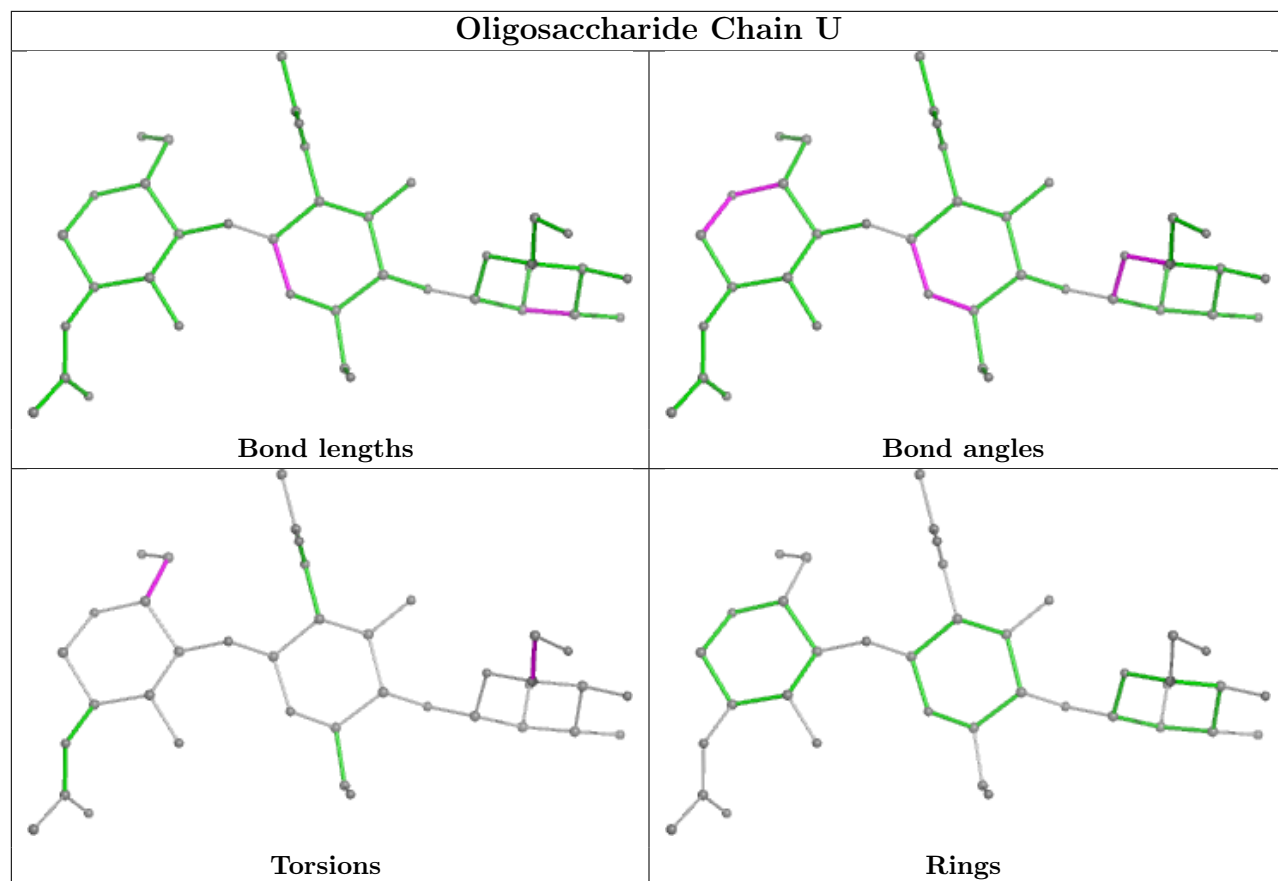 Oligosaccharide Chain U
Bond lengths
Bond angles
Torsions
Rings